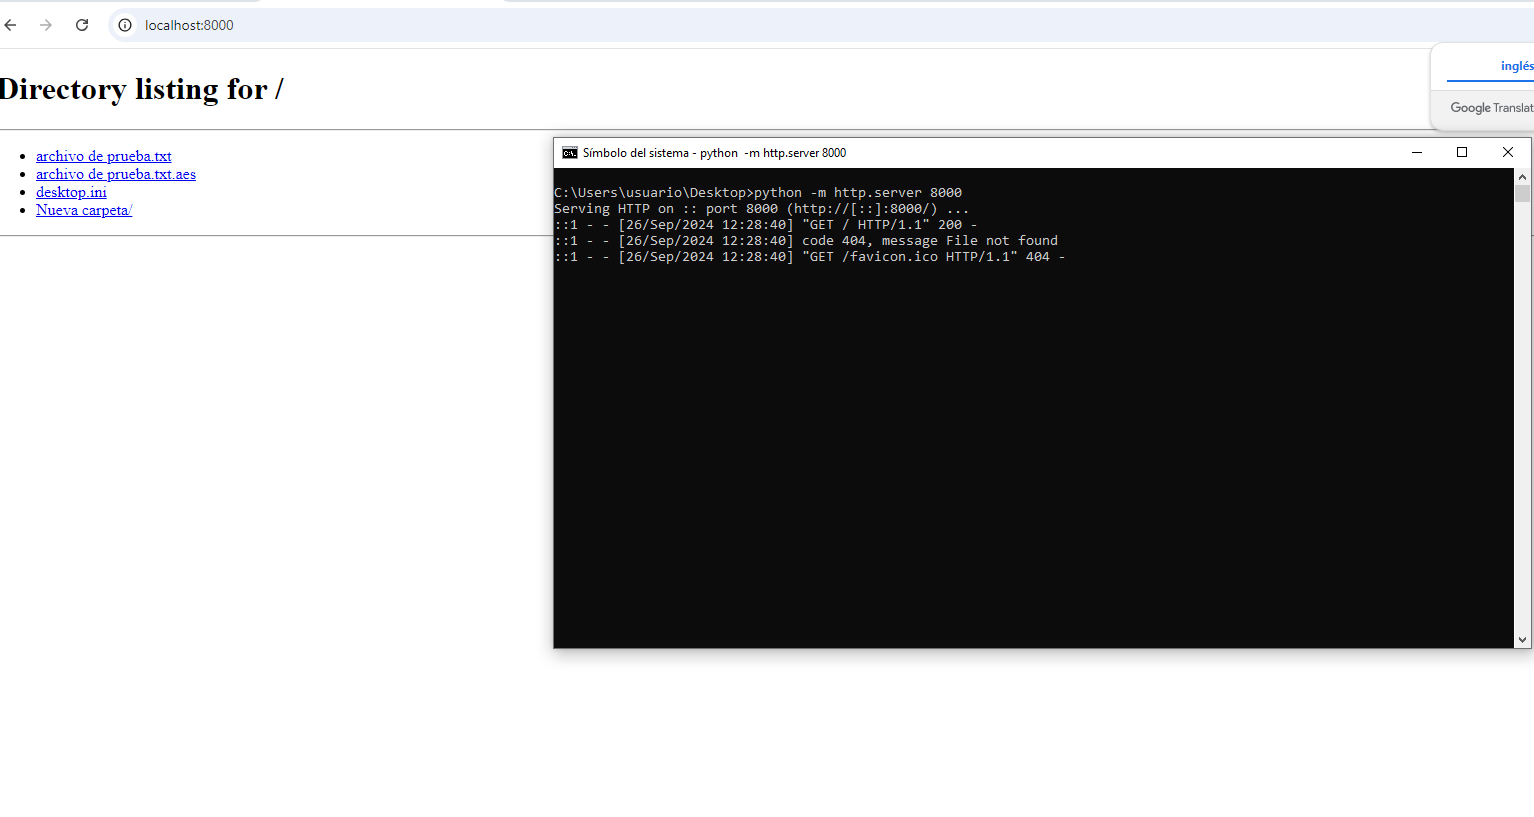 localhost:8000
inglés
Google Translat
Directory listing for /
archivo de prueba.txt
archivo de prueba.txt.aes
desktop.ini
Nueva carpeta/
Símbolo del sistema - python -m http.server 8000
C:\Users\usuario\Desktop>python -m http.server 8000
Serving HTTP on :: port 8000 (http://[::]:8000/) ...
::1 - - [26/Sep/2024 12:28:40] "GET / HTTP/1.1" 200 -
::1 - - [26/Sep/2024 12:28:40] code 404, message File not found
::1 - - [26/Sep/2024 12:28:40] "GET /favicon.ico HTTP/1.1" 404 -